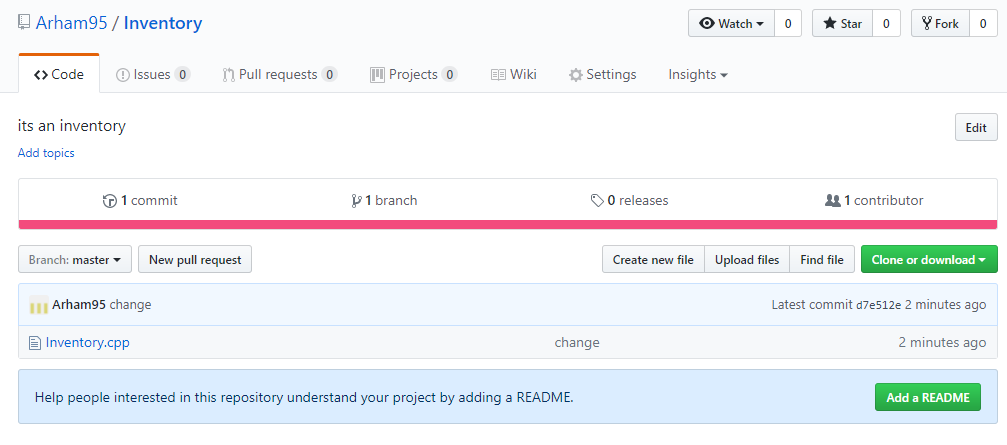 Arham95 / Inventory Watch 0 Star 0 Fork 0
Code Issues 0 Pull requests 0 Projects 0 Wiki Settings Insights
its an inventory Edit
Add topics
1 commit 1 branch 0 releases 1 contributor
Branch: master New pull request Create new file Upload files Find file Clone or download
Arham95 change Latest commit d7e512e 2 minutes ago
Inventory.cpp change 2 minutes ago
Help people interested in this repository understand your project by adding a README. Add a README